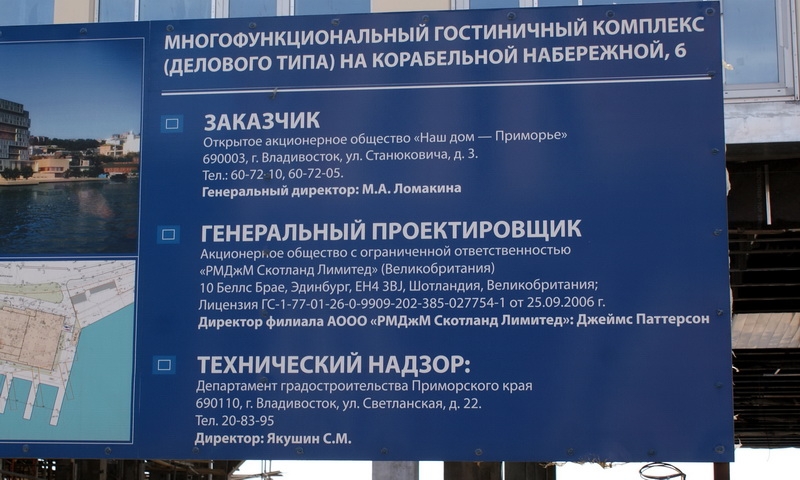 МНОГОФУНКЦИОНАЛЬНЫЙ ГОСТИНИЧНЫЙ КОМПЛЕКС
(ДЕЛОВОГО ТИПА) НА КОРАБЕЛЬНОЙ НАБЕРЕЖНОЙ, 6
ЗАКАЗЧИК
Открытое акционерное общество «Наш дом — Приморье»
690003, г. Владивосток, ул. Станюковича, д. 3.
Тел.: 60-72-10, 60-72-05.
Генеральный директор: М.А. Ломакина
ГЕНЕРАЛЬНЫЙ ПРОЕКТИРОВЩИК
Акционерное общество с ограниченной ответственностью
«РМДжМ Скотланд Лимитед» (Великобритания)
10 Беллс Брае, Эдинбург, ЕН4 3BJ, Шотландия, Великобритания;
Лицензия ГС-1-77-01-26-0-9909-202-385-027754-1 от 25.09.2006 г.
Директор филиала АООО «РМДжМ Скотланд Лимитед»: Джеймс Паттерсон
ТЕХНИЧЕСКИЙ НАДЗОР:
Департамент градостроительства Приморского края
690110, г. Владивосток, ул. Светланская, д. 22.
Тел. 20-83-95
Директор: Якушин С.М.